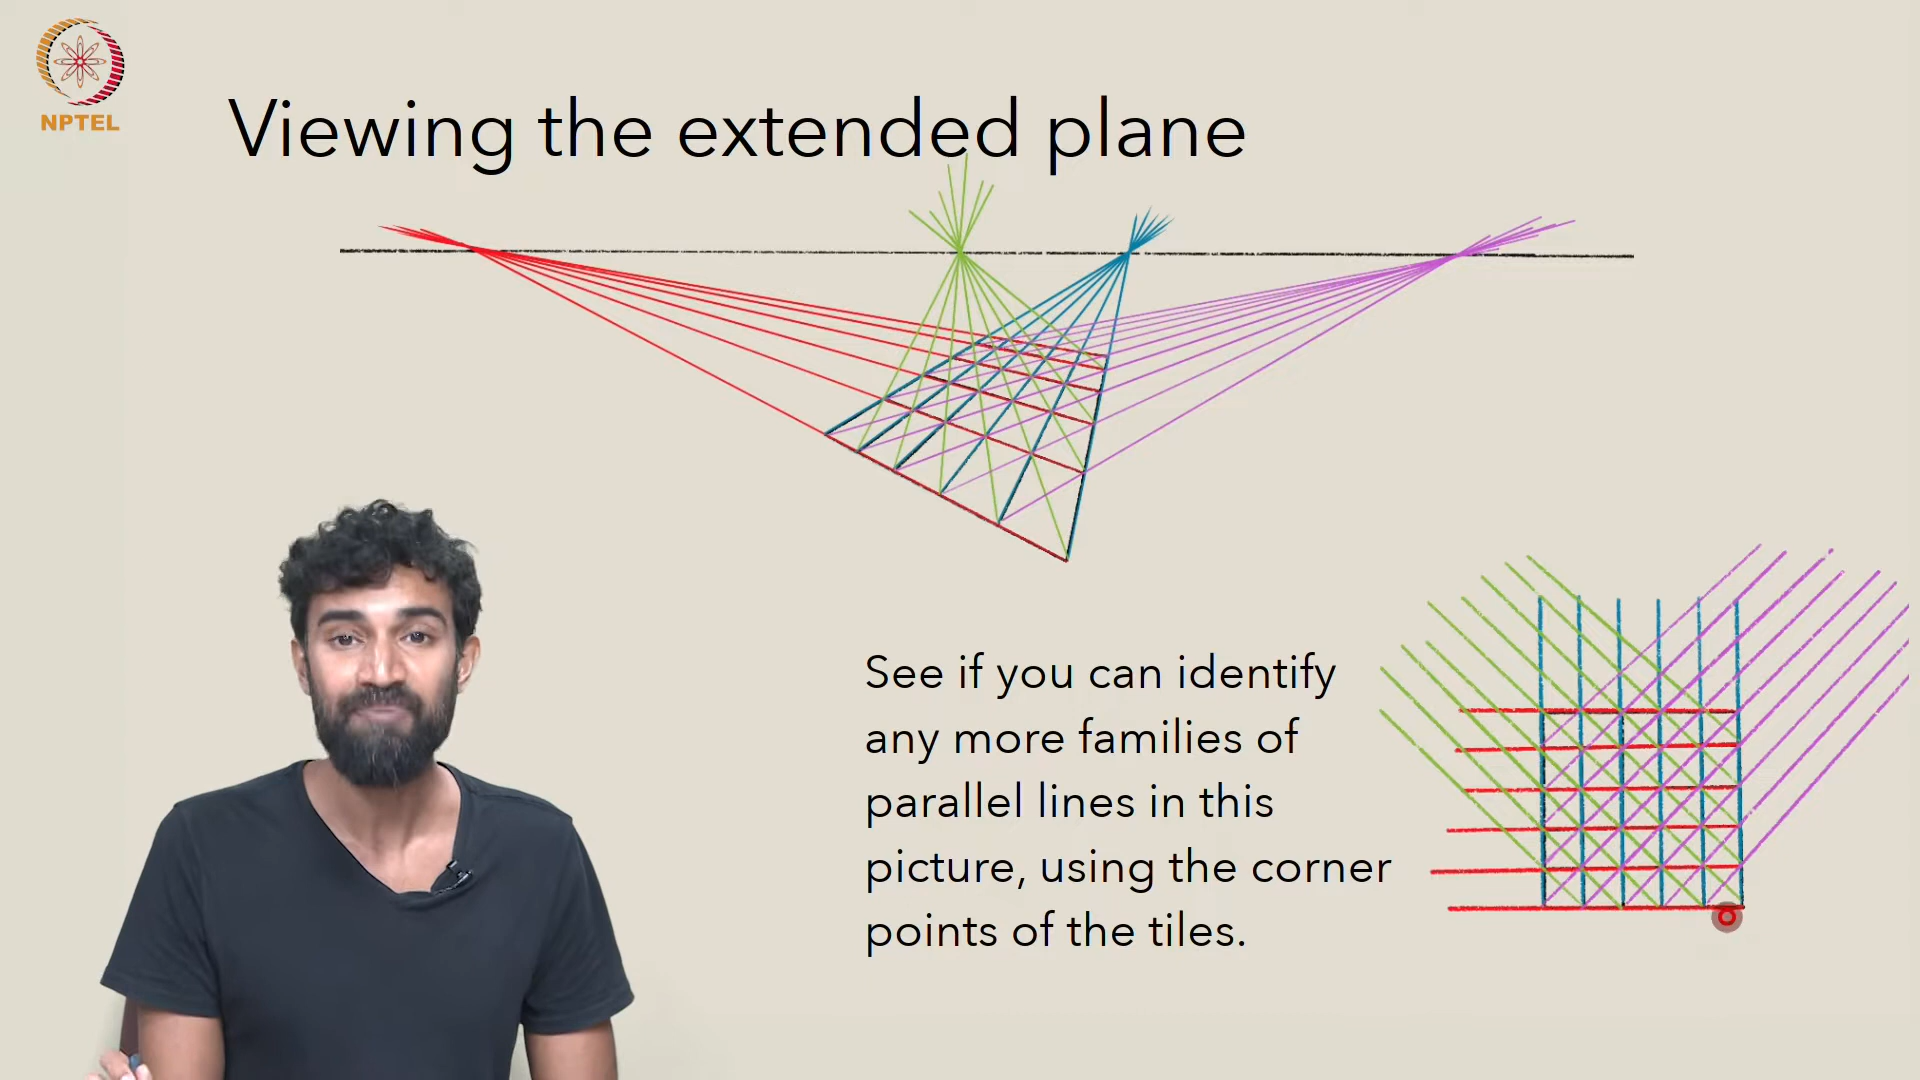 NPTEL
Viewing the extended plane
See if you can identify
any more families of
parallel lines in this
picture, using the corner
points of the tiles.